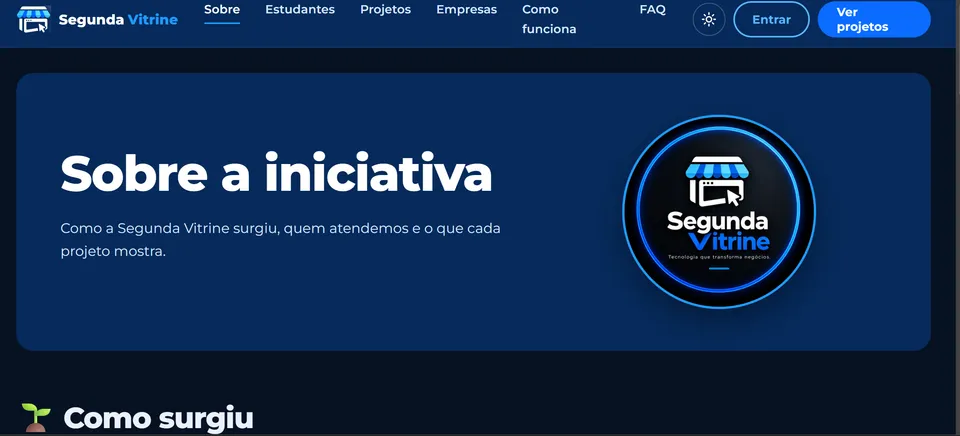 Segunda Vitrine
Sobre
Estudantes
Projetos
Empresas
Como
funciona
FAQ
Entrar
Ver
projetos
Sobre a iniciativa
Como a Segunda Vitrine surgiu, quem atendemos e o que cada
projeto mostra.
Segunda
Vitrine
Tecnologia que transforma negócios
Como surgiu